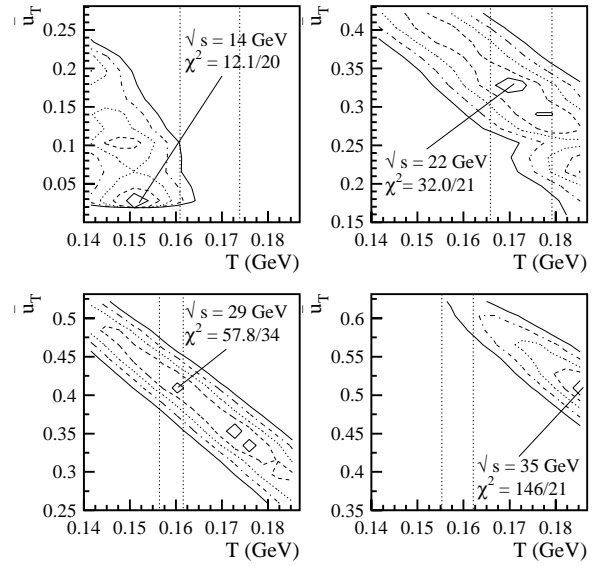 ū_T
0.25
0.2
0.15
0.1
0.05
√ s = 14 GeV
χ² = 12.1/20
0.14 0.15 0.16 0.17 0.18
T (GeV)
ū_T
0.4
0.35
0.3
0.25
0.2
0.15
√ s = 22 GeV
χ² = 32.0/21
0.14 0.15 0.16 0.17 0.18
T (GeV)
ū_T
0.5
0.45
0.4
0.35
0.3
0.25
√ s = 29 GeV
χ² = 57.8/34
0.14 0.15 0.16 0.17 0.18
T (GeV)
ū_T
0.6
0.55
0.5
0.45
0.4
0.35
0.3
√ s = 35 GeV
χ² = 146/21
0.14 0.15 0.16 0.17 0.18
T (GeV)